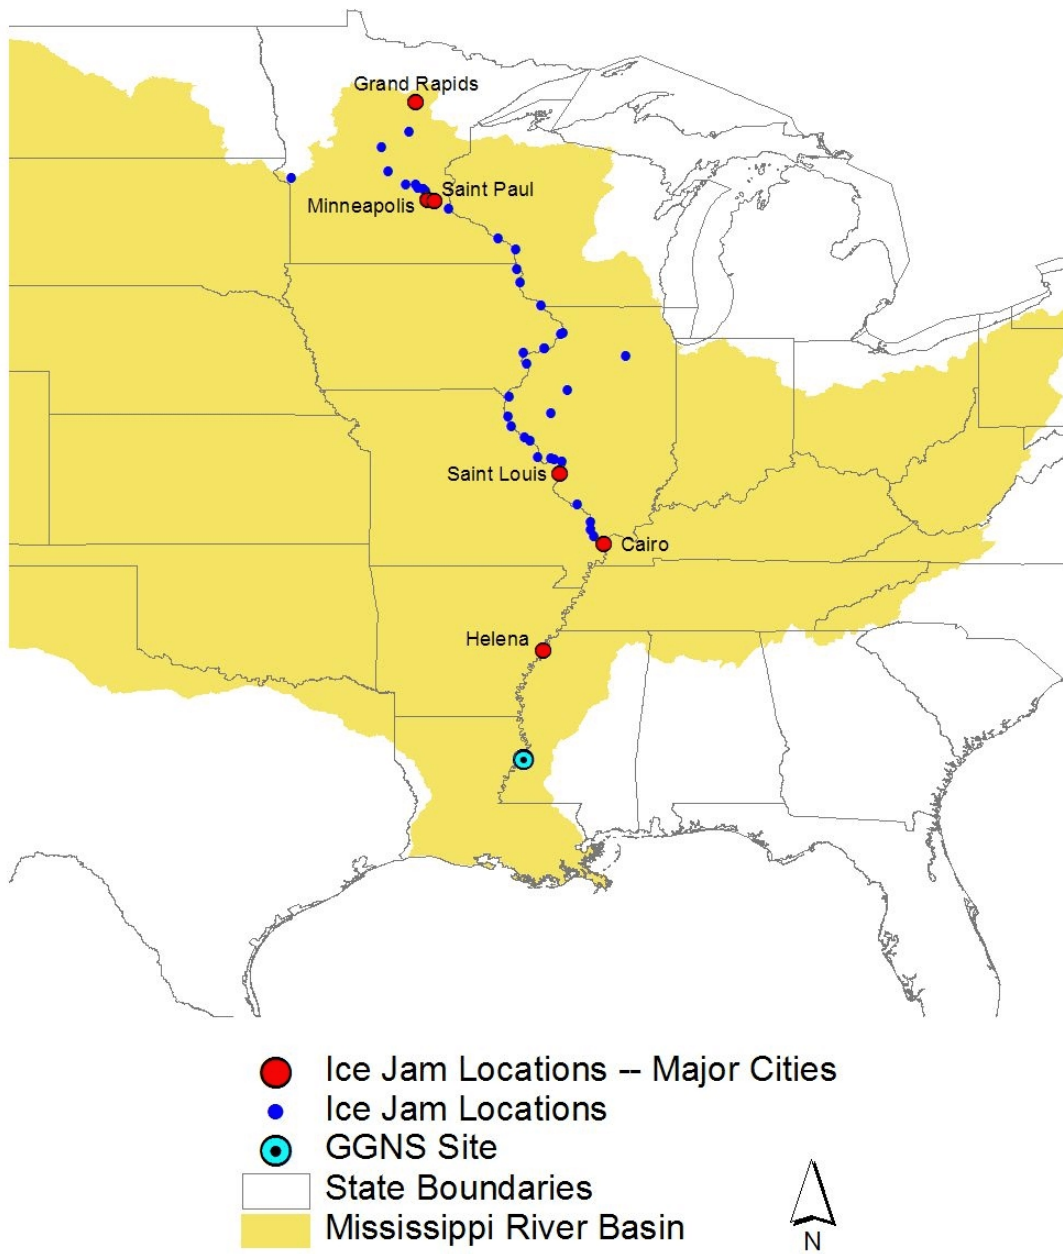 Grand Rapids
Saint Paul
Minneapolis
Saint Louis
Cairo
Helena
Ice Jam Locations -- Major Cities
Ice Jam Locations
GGNS Site
State Boundaries
Mississippi River Basin
N